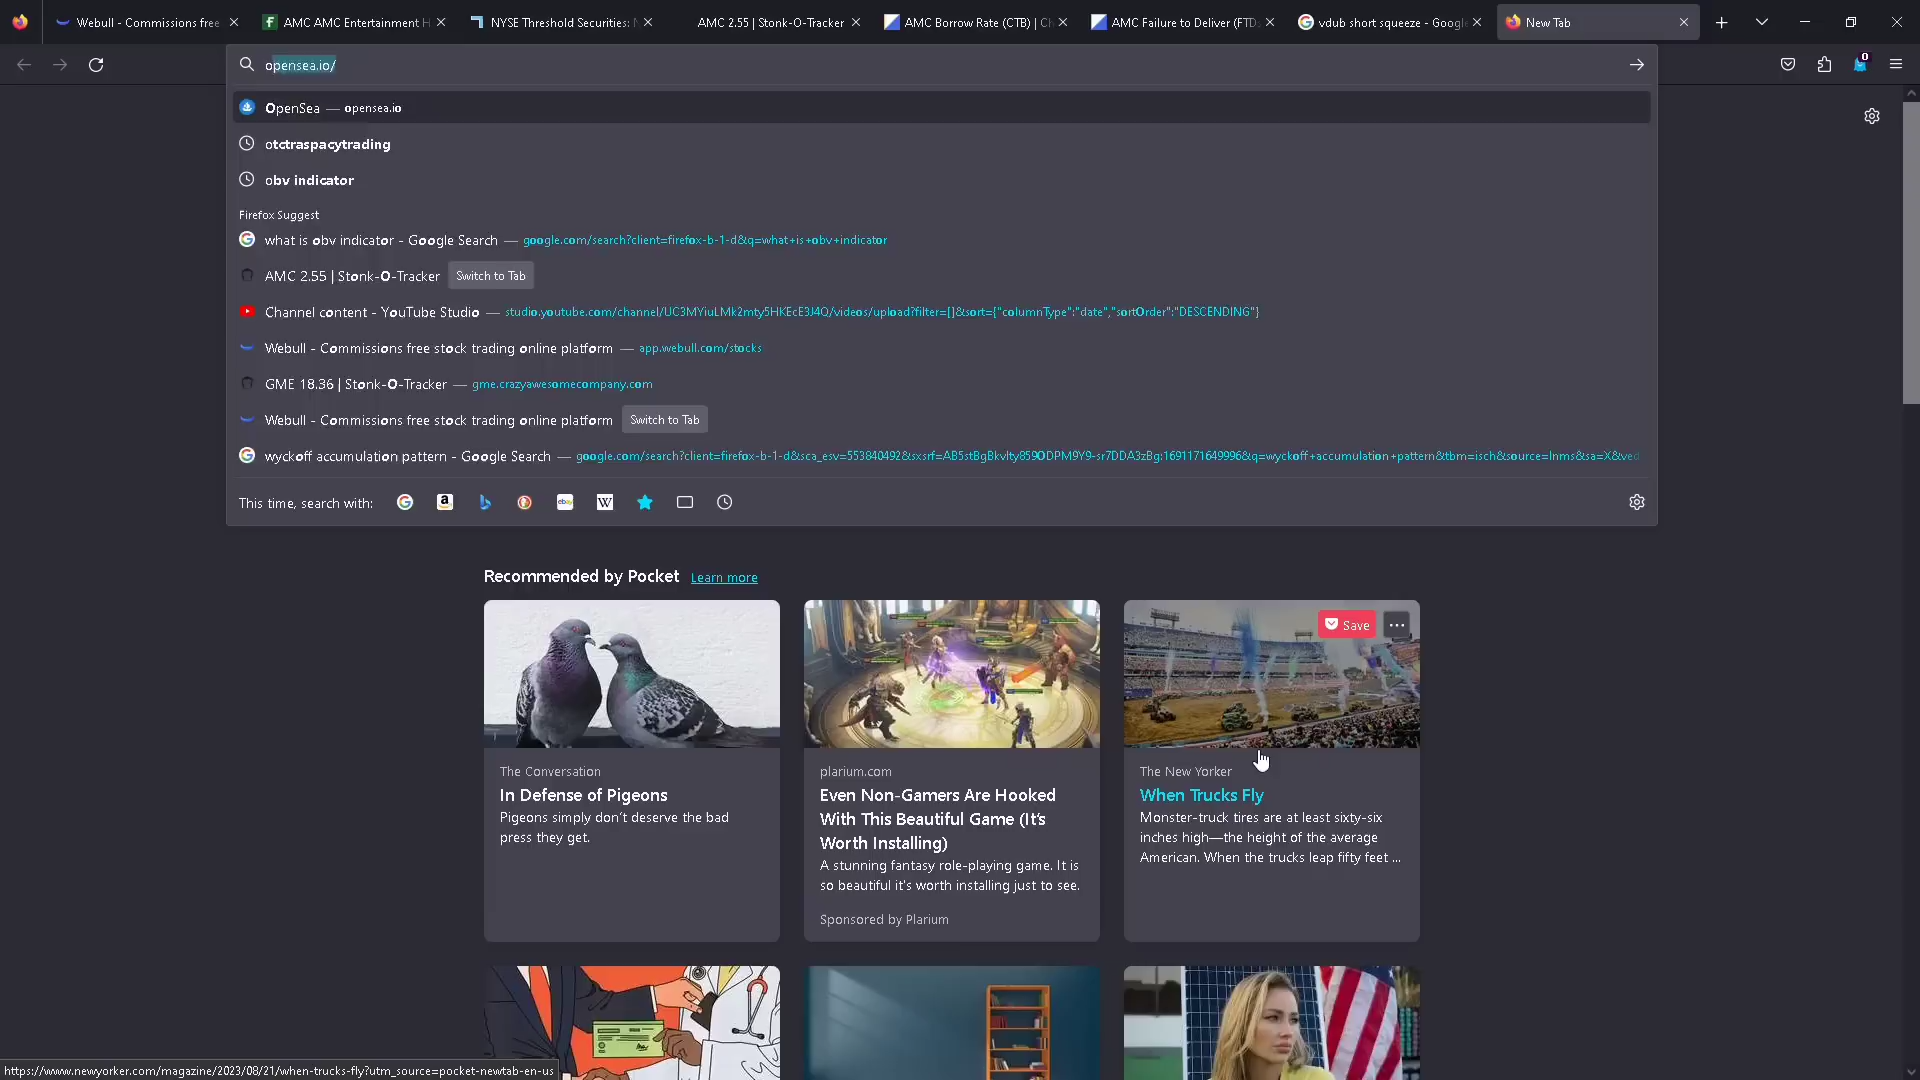 Webull - Commissions free
AMC AMC Entertainment H
NYSE Threshold Securities: N
AMC 2.55 | Stonk-O-Tracker
AMC Borrow Rate (CTB) | Ch
AMC Failure to Deliver (FTD
vdub short squeeze - Googl
New Tab
opensea.io/
0
OpenSea — opensea.io
otctraspacytrading
obv indicator
Firefox Suggest
what is obv indicator - Google Search — google.com/search?client=firefox-b-1-d&q=what+is+obv+indicator
AMC 2.55 | Stonk-O-Tracker Switch to Tab
Channel content - YouTube Studio — studio.youtube.com/channel/UC3MYiuLMk2mty5HKEcE3J4Q/videos/upload?filter=[]&sort={"columnType":"date","sortOrder":"DESCENDING"}
Webull - Commissions free stock trading online platform — app.webull.com/stocks
GME 18.36 | Stonk-O-Tracker — gme.crazyawesomecompany.com
Webull - Commissions free stock trading online platform Switch to Tab
wyckoff accumulation pattern - Google Search — google.com/search?client=firefox-b-1-d&sca_esv=553840492&sxsrf=AB5stBgBkvIty859ODPM9Y9-sr7DDA3zBg:1691171649996&q=wyckoff+accumulation+pattern&tbm=isch&source=lnms&sa=X&ved
This time, search with:
a
ebay
W
Recommended by Pocket Learn more
Save
The Conversation
In Defense of Pigeons
Pigeons simply don't deserve the bad
press they get.
plarium.com
Even Non-Gamers Are Hooked
With This Beautiful Game (It's
Worth Installing)
A stunning fantasy role-playing game. It is
so beautiful it's worth installing just to see.
Sponsored by Plarium
The New Yorker
When Trucks Fly
Monster-truck tires are at least sixty-six
inches high—the height of the average
American. When the trucks leap fifty feet ...
https://www.newyorker.com/magazine/2023/08/21/when-trucks-fly?utm_source=pocket-newtab-en-us